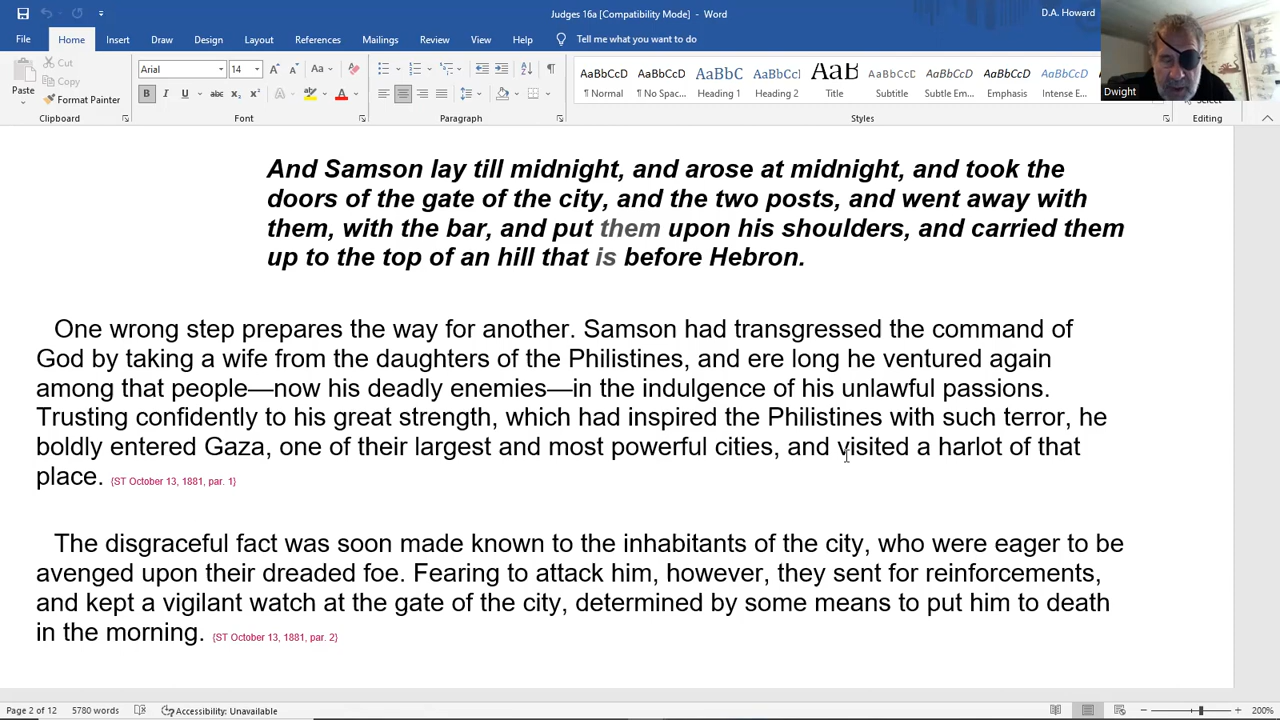 Judges 16a [Compatibility Mode] - Word
D.A. Howard
File Home Insert Draw Design Layout References Mailings Review View Help Tell me what you want to do
Paste
Cut
Copy
Format Painter
Clipboard
Arial 14
Aa
B I U abc x₂ x² A A
Font
Paragraph
AaBbCcD AaBbCcD AaBbC AaBbCcI AaB AaBbCcD AaBbCcD AaBbCcD AaBbCcD
¶ Normal ¶ No Spac... Heading 1 Heading 2 Title Subtitle Subtle Em... Emphasis Intense E...
Styles
Dwight
Select
Editing
And Samson lay till midnight, and arose at midnight, and took the
doors of the gate of the city, and the two posts, and went away with
them, with the bar, and put them upon his shoulders, and carried them
up to the top of an hill that is before Hebron.
One wrong step prepares the way for another. Samson had transgressed the command of
God by taking a wife from the daughters of the Philistines, and ere long he ventured again
among that people—now his deadly enemies—in the indulgence of his unlawful passions.
Trusting confidently to his great strength, which had inspired the Philistines with such terror, he
boldly entered Gaza, one of their largest and most powerful cities, and visited a harlot of that
place. {ST October 13, 1881, par. 1}
The disgraceful fact was soon made known to the inhabitants of the city, who were eager to be
avenged upon their dreaded foe. Fearing to attack him, however, they sent for reinforcements,
and kept a vigilant watch at the gate of the city, determined by some means to put him to death
in the morning. {ST October 13, 1881, par. 2}
Page 2 of 12 5780 words Accessibility: Unavailable 200%